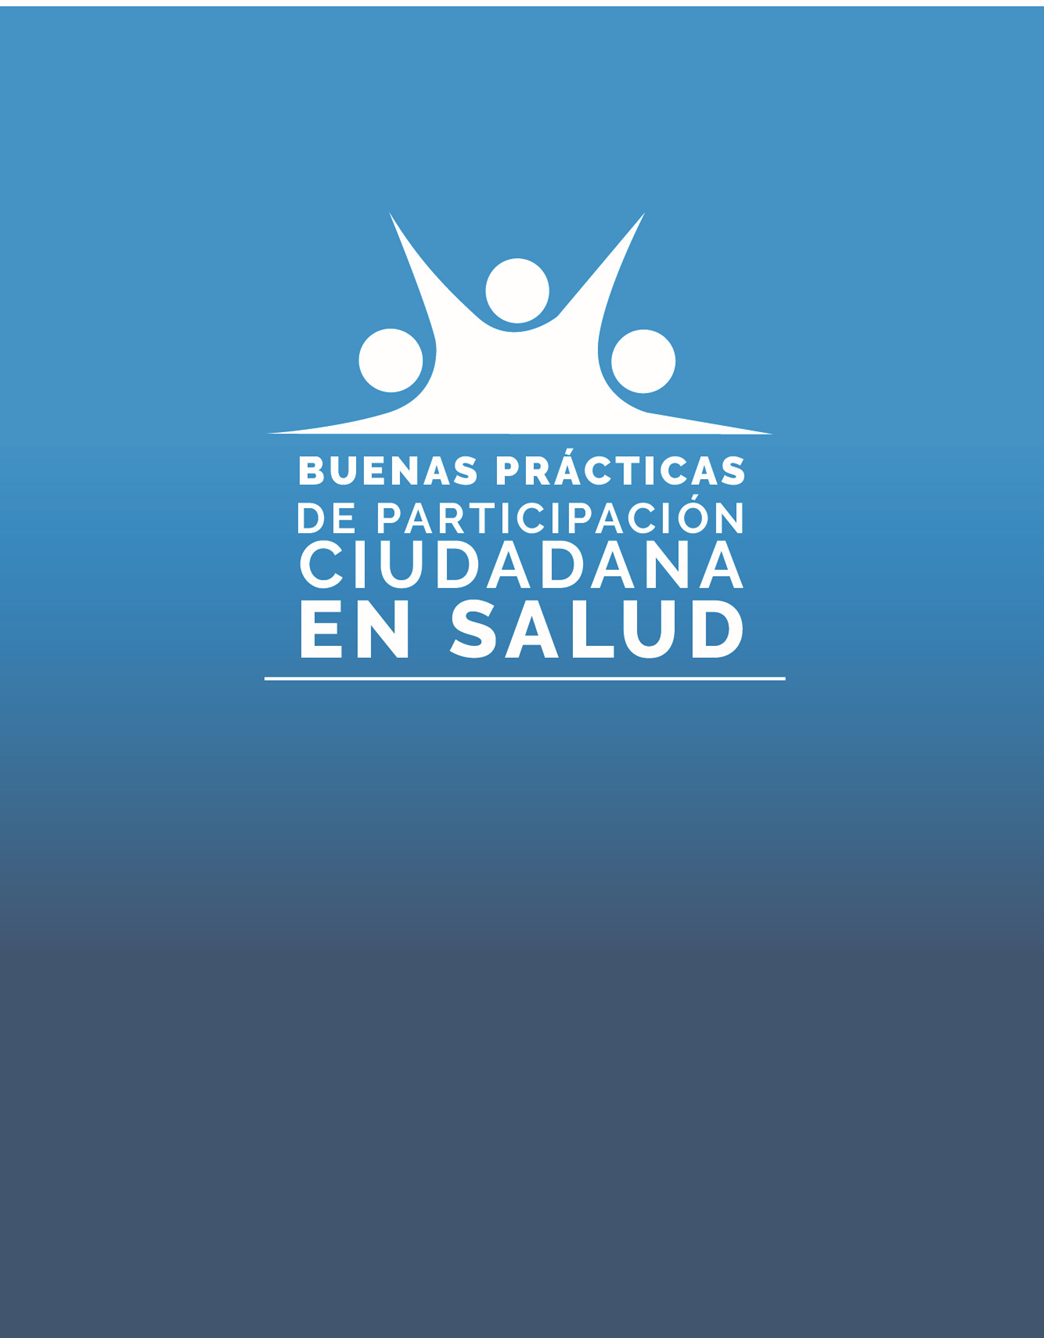 BUENAS PRÁCTICAS
DE PARTICIPACIÓN
CIUDADANA
EN SALUD